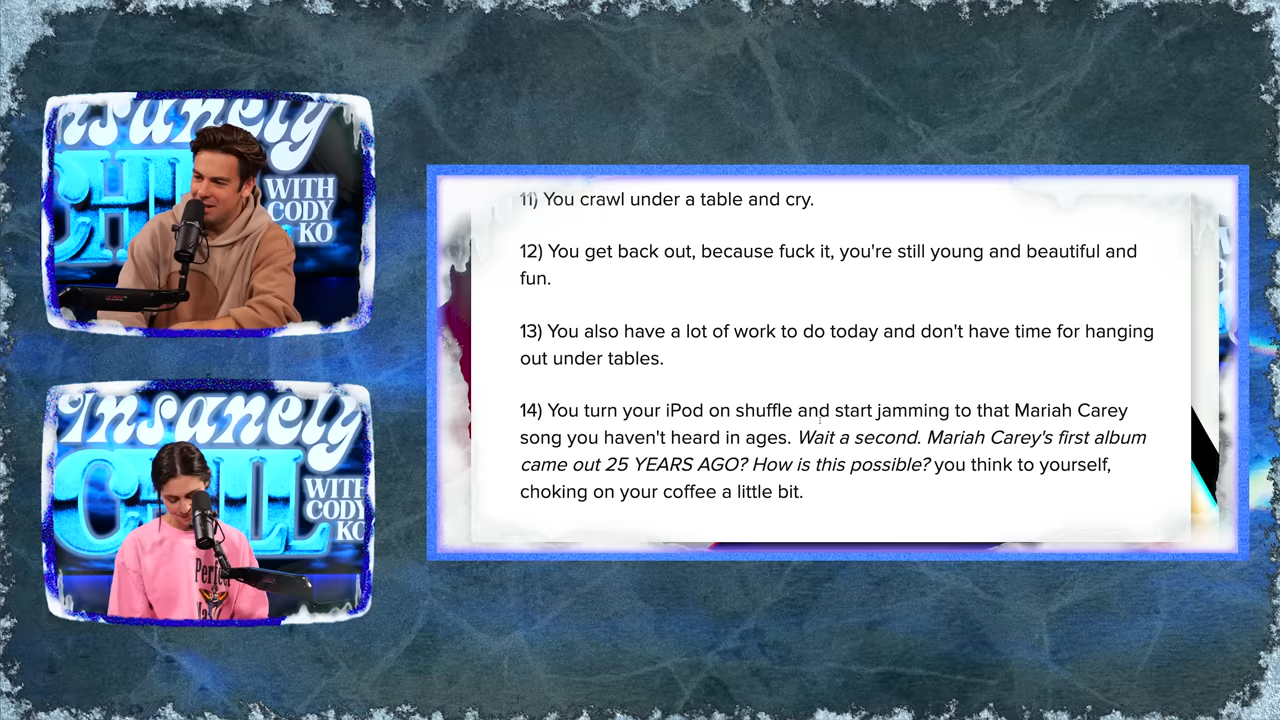 Insanely
CHILL
WITH
CODY
KO
11) You crawl under a table and cry.
12) You get back out, because fuck it, you're still young and beautiful and
fun.
13) You also have a lot of work to do today and don't have time for hanging
out under tables.
14) You turn your iPod on shuffle and start jamming to that Mariah Carey
song you haven't heard in ages. Wait a second. Mariah Carey's first album
came out 25 YEARS AGO? How is this possible? you think to yourself,
choking on your coffee a little bit.
Insanely
CHILL
WITH
CODY
KO